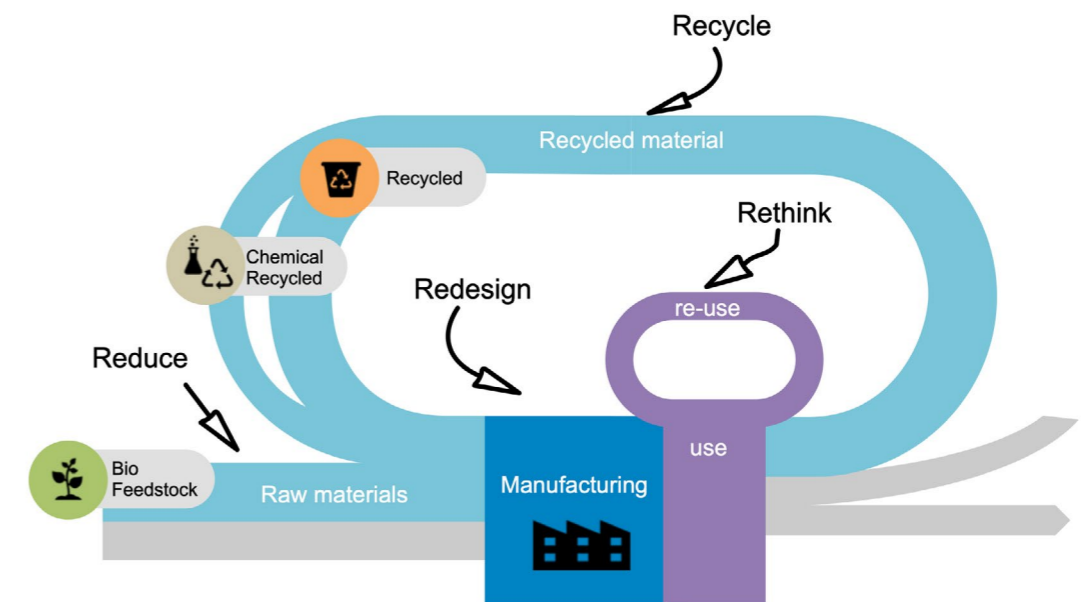 Recycle
Recycled material
Recycled
Rethink
Chemical
Recycled
Redesign
re-use
Reduce
use
Bio
Feedstock
Raw materials
Manufacturing